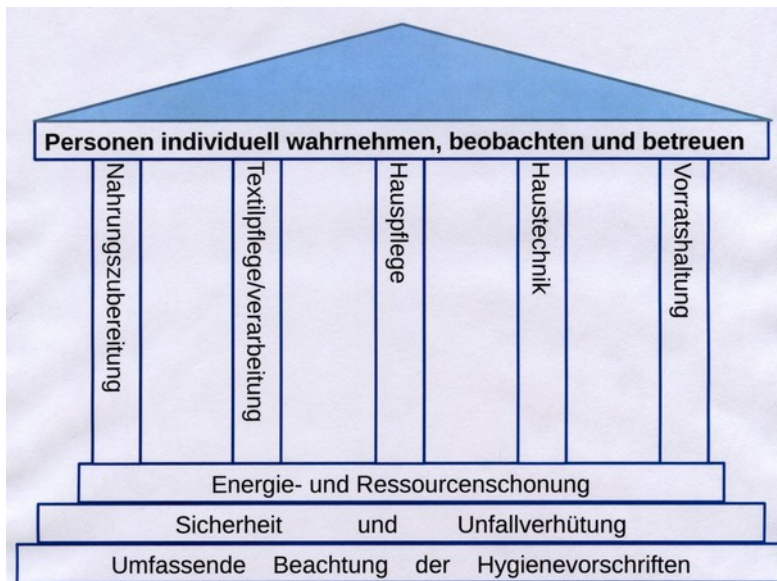 Personen individuell wahrnehmen, beobachten und betreuen
Nahrungszubereitung
Textilpflege/verarbeitung
Hauspflege
Haustechnik
Vorratshaltung
Energie- und Ressourcenschonung
Sicherheit und Unfallverhütung
Umfassende Beachtung der Hygienevorschriften